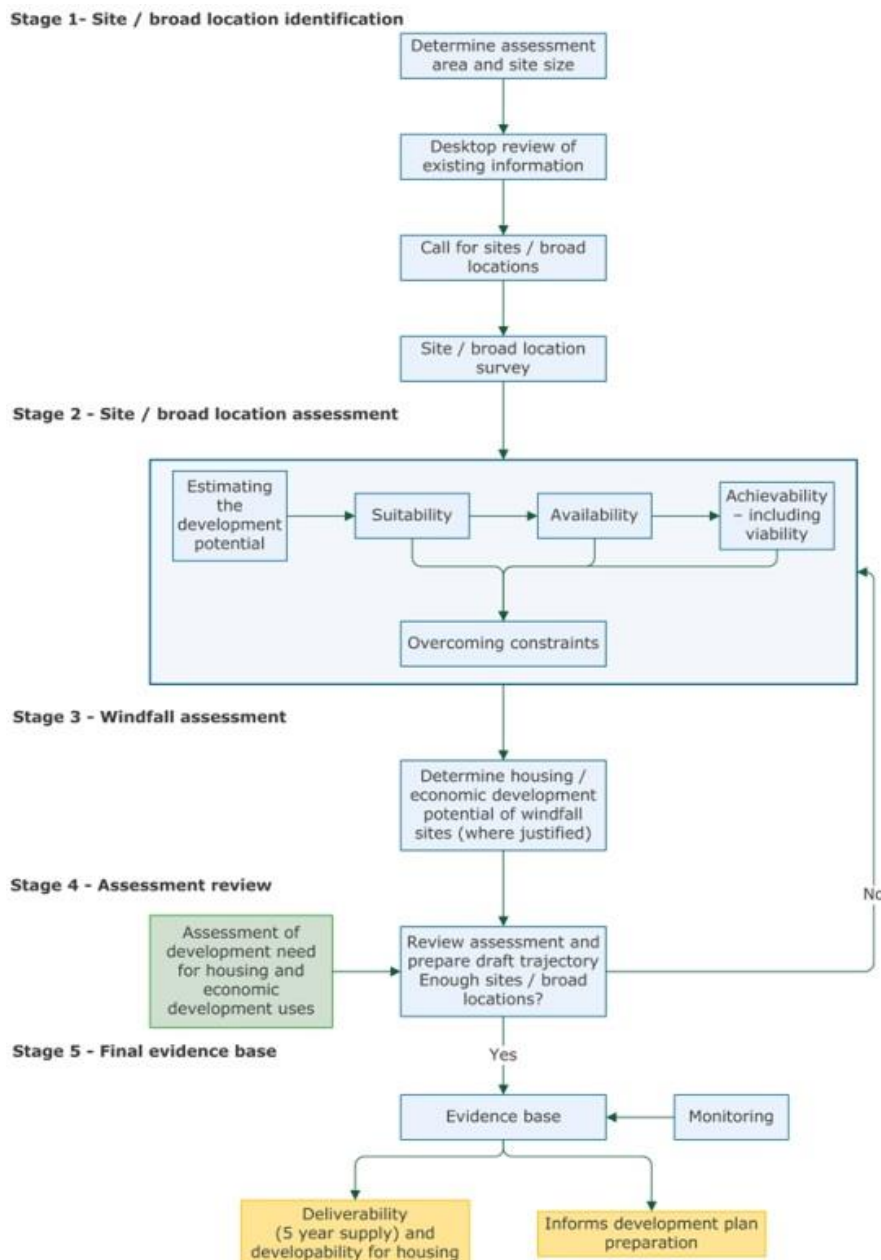 Stage 1- Site / broad location identification
Determine assessment
area and site size
Desktop review of
existing information
Call for sites / broad
locations
Site / broad location
survey
Stage 2 - Site / broad location assessment
Estimating
the
development
potential
Suitability
Availability
Achievability
– including
viability
Overcoming constraints
Stage 3 - Windfall assessment
Determine housing /
economic development
potential of windfall
sites (where justified)
Stage 4 - Assessment review
No
Assessment of
development need
for housing and
economic
development uses
Review assessment and
prepare draft trajectory
Enough sites / broad
locations?
Stage 5 - Final evidence base
Yes
Evidence base
Monitoring
Deliverability
(5 year supply) and
developability for housing
Informs development plan
preparation